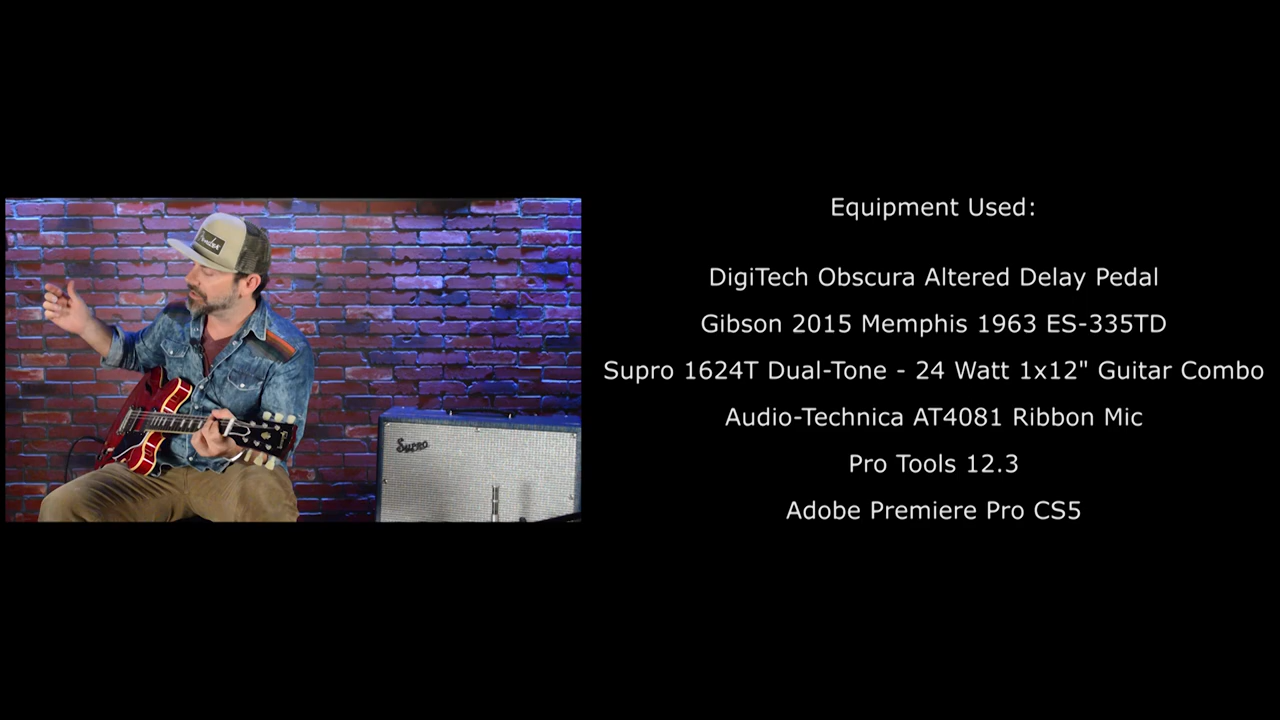 Fender
Supro
Equipment Used:
DigiTech Obscura Altered Delay Pedal
Gibson 2015 Memphis 1963 ES-335TD
Supro 1624T Dual-Tone - 24 Watt 1x12" Guitar Combo
Audio-Technica AT4081 Ribbon Mic
Pro Tools 12.3
Adobe Premiere Pro CS5